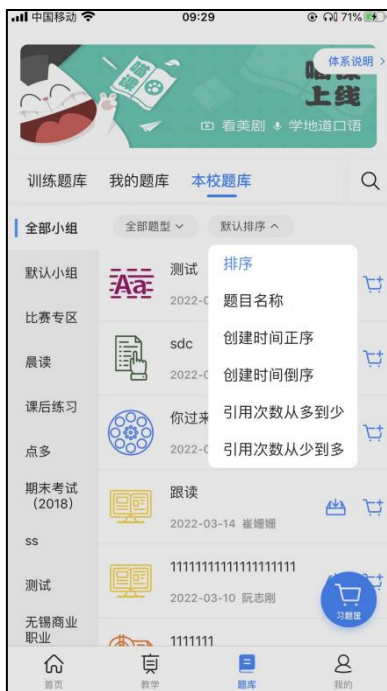 中国移动
09:29
71%
体系说明 >
上线
看美剧 学地道口语
训练题库 我的题库 本校题库
全部小组
全部题型
默认排序
默认小组
比赛专区
晨读
课后练习
点多
期末考试
(2018)
ss
测试
无锡商业
职业
排序
题目名称
创建时间正序
创建时间倒序
引用次数从多到少
引用次数从少到多
Aa
测试
2022-0
sdc
2022-0
你过来
2022-0
跟读
2022-03-14 崔姗姗
11111111111111111111
2022-03-10 阮志刚
习题筐
1111111
首页 教学 题库 我的